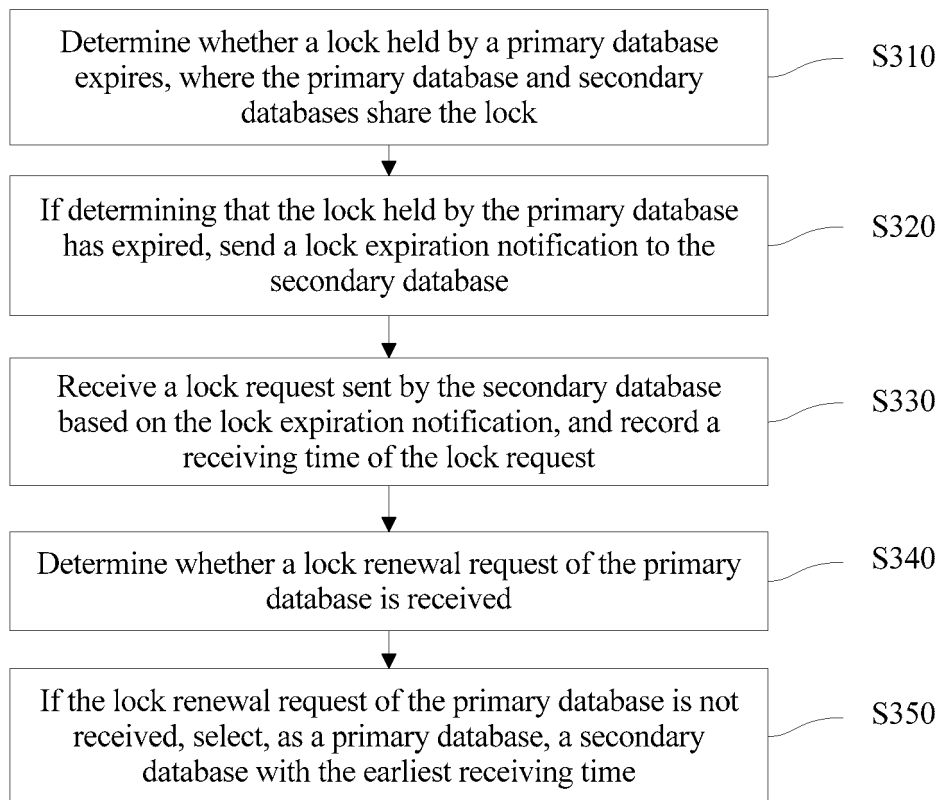 Determine whether a lock held by a primary database
expires, where the primary database and secondary
databases share the lock
S310
If determining that the lock held by the primary database
has expired, send a lock expiration notification to the
secondary database
S320
Receive a lock request sent by the secondary database
based on the lock expiration notification, and record a
receiving time of the lock request
S330
Determine whether a lock renewal request of the primary
database is received
S340
If the lock renewal request of the primary database is not
received, select, as a primary database, a secondary
database with the earliest receiving time
S350